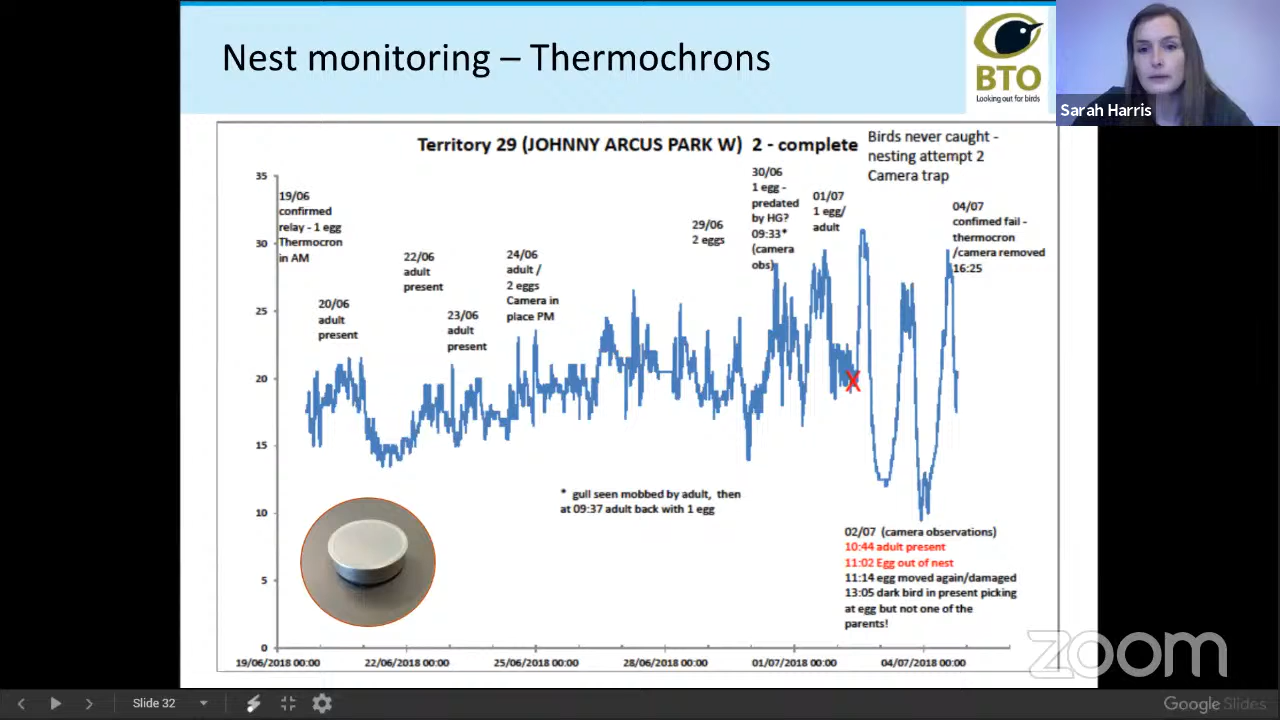 Nest monitoring – Thermochrons
BTO
Looking out for birds
Sarah Harris
Territory 29 (JOHNNY ARCUS PARK W)  2 - complete
Birds never caught -
nesting attempt 2
Camera trap
35
30
25
20
15
10
5
0
19/06
confirmed
relay - 1 egg
Thermocron
in AM
20/06
adult
present
22/06
adult
present
23/06
adult
present
24/06
adult /
2 eggs
Camera in
place PM
29/06
2 eggs
30/06
1 egg -
predated
by HG?
09:33*
(camera
obs)
01/07
1 egg/
adult
04/07
confimed fail -
thermocron
/camera removed
16:25
X
* gull seen mobbed by adult, then
at 09:37 adult back with 1 egg
02/07 (camera observations)
10:44 adult present
11:02 Egg out of nest
11:14 egg moved again/damaged
13:05 dark bird in present picking
at egg but not one of the
parents!
19/06/2018 00:00
22/06/2018 00:00
25/06/2018 00:00
28/06/2018 00:00
01/07/2018 00:00
04/07/2018 00:00
zoom
Slide 32
Google Slides